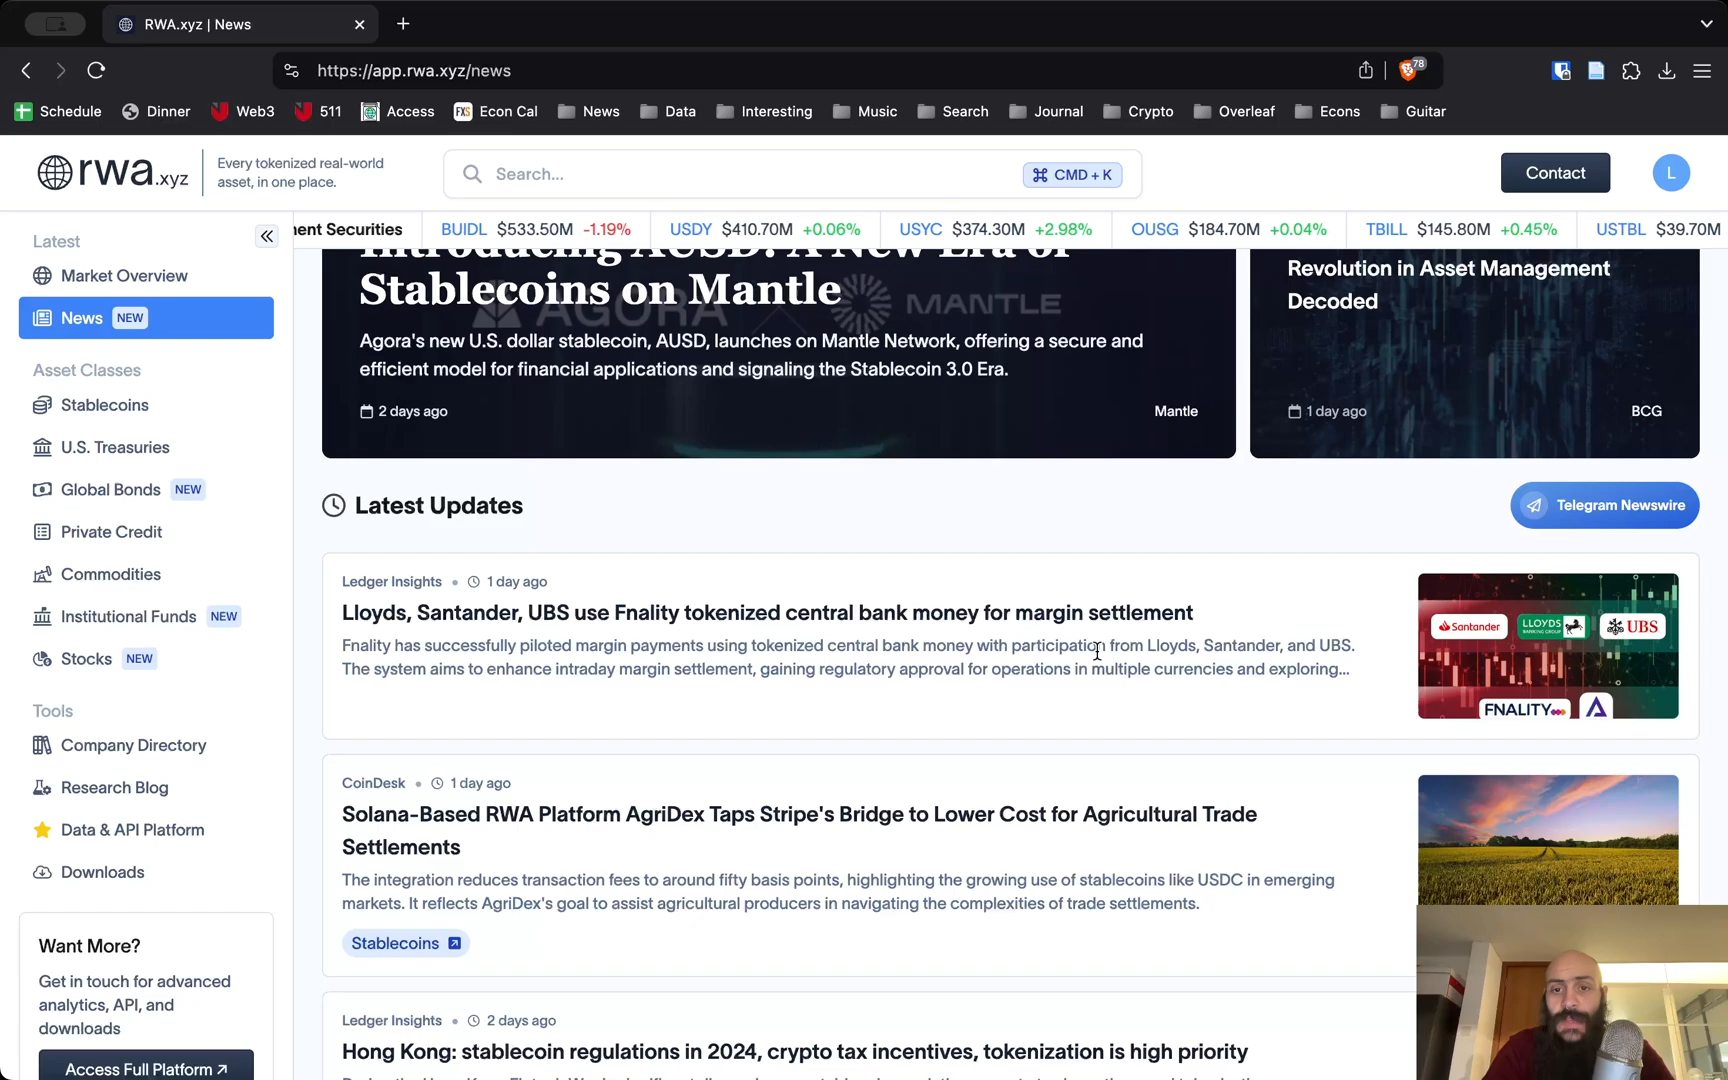 RWA.xyz | News
https://app.rwa.xyz/news
78
Schedule
Dinner
Web3
511
Access
FXS
Econ Cal
News
Data
Interesting
Music
Search
Journal
Crypto
Overleaf
Econs
Guitar
rwa.xyz
Every tokenized real-world
asset, in one place.
Search...
⌘ CMD + K
Contact
L
ent Securities
BUIDL $533.50M -1.19%
USDY $410.70M +0.06%
USYC $374.30M +2.98%
OUSG $184.70M +0.04%
TBILL $145.80M +0.45%
USTBL $39.70M
Latest
Market Overview
News NEW
Asset Classes
Stablecoins
U.S. Treasuries
Global Bonds NEW
Private Credit
Commodities
Institutional Funds NEW
Stocks NEW
Tools
Company Directory
Research Blog
Data & API Platform
Downloads
Want More?
Get in touch for advanced
analytics, API, and
downloads
Access Full Platform ↗
Introducing AUSD: A New Era of
Stablecoins on Mantle
AGORA
MANTLE
Agora's new U.S. dollar stablecoin, AUSD, launches on Mantle Network, offering a secure and
efficient model for financial applications and signaling the Stablecoin 3.0 Era.
2 days ago
Mantle
Revolution in Asset Management
Decoded
1 day ago
BCG
Latest Updates
Telegram Newswire
Ledger Insights • 1 day ago
Lloyds, Santander, UBS use Fnality tokenized central bank money for margin settlement
Fnality has successfully piloted margin payments using tokenized central bank money with participation from Lloyds, Santander, and UBS.
The system aims to enhance intraday margin settlement, gaining regulatory approval for operations in multiple currencies and exploring...
Santander
LLOYDS
BANKING GROUP
UBS
FNALITY
CoinDesk • 1 day ago
Solana-Based RWA Platform AgriDex Taps Stripe's Bridge to Lower Cost for Agricultural Trade
Settlements
The integration reduces transaction fees to around fifty basis points, highlighting the growing use of stablecoins like USDC in emerging
markets. It reflects AgriDex's goal to assist agricultural producers in navigating the complexities of trade settlements.
Stablecoins
Ledger Insights • 2 days ago
Hong Kong: stablecoin regulations in 2024, crypto tax incentives, tokenization is high priority